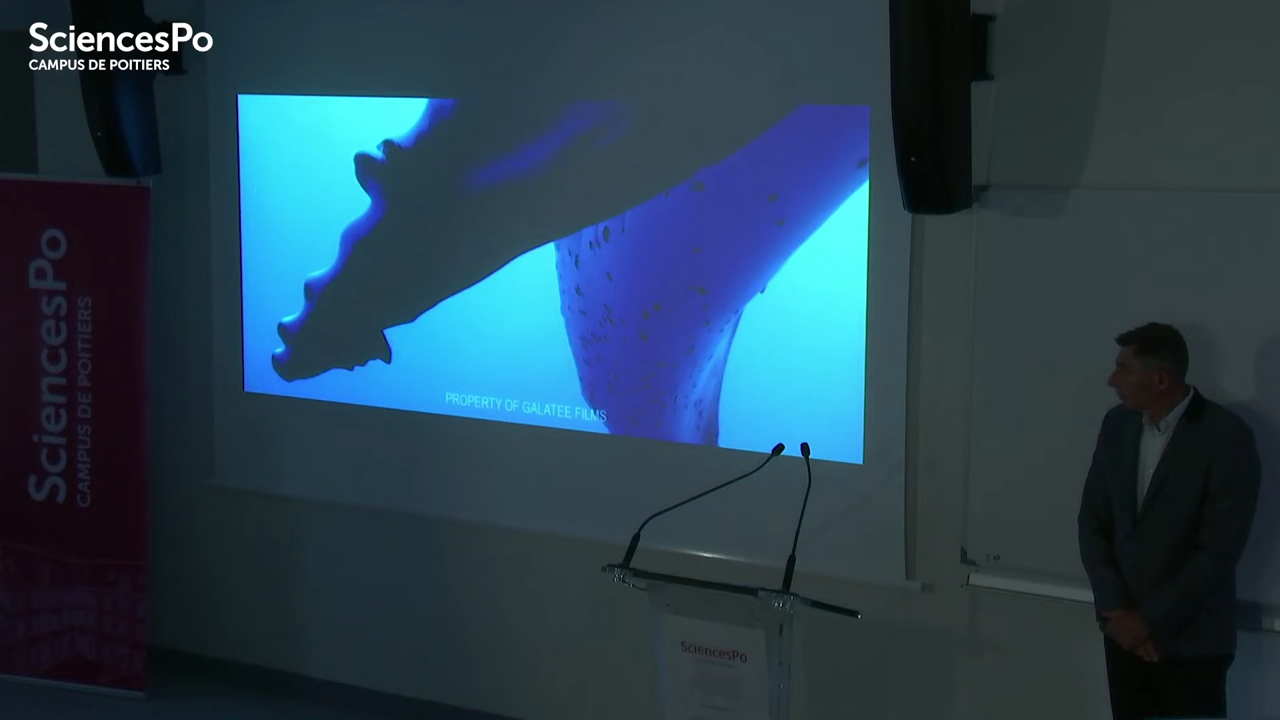 SciencesPo
CAMPUS DE POITIERS
SciencesPo
CAMPUS DE POITIERS
PROPERTY OF GALATEE FILMS
SciencesPo